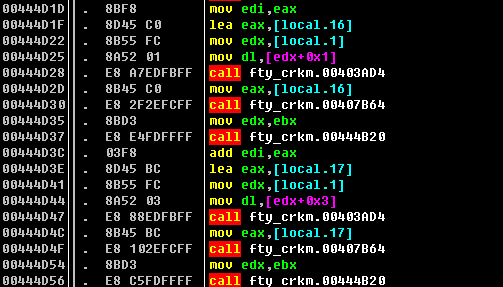 00444D1D . 8BF8 mov edi,eax
00444D1F . 8D45 C0 lea eax,[local.16]
00444D22 . 8B55 FC mov edx,[local.1]
00444D25 . 8A52 01 mov dl,[edx+0x1]
00444D28 . E8 A7EDFBFF call fty_crkm.00403AD4
00444D2D . 8B45 C0 mov eax,[local.16]
00444D30 . E8 2F2EFCFF call fty_crkm.00407B64
00444D35 . 8BD3 mov edx,ebx
00444D37 . E8 E4FDFFFF call fty_crkm.00444B20
00444D3C . 03F8 add edi,eax
00444D3E . 8D45 BC lea eax,[local.17]
00444D41 . 8B55 FC mov edx,[local.1]
00444D44 . 8A52 03 mov dl,[edx+0x3]
00444D47 . E8 88EDFBFF call fty_crkm.00403AD4
00444D4C . 8B45 BC mov eax,[local.17]
00444D4F . E8 102EFCFF call fty_crkm.00407B64
00444D54 . 8BD3 mov edx,ebx
00444D56 . E8 C5FDFFFF call fty_crkm.00444B20